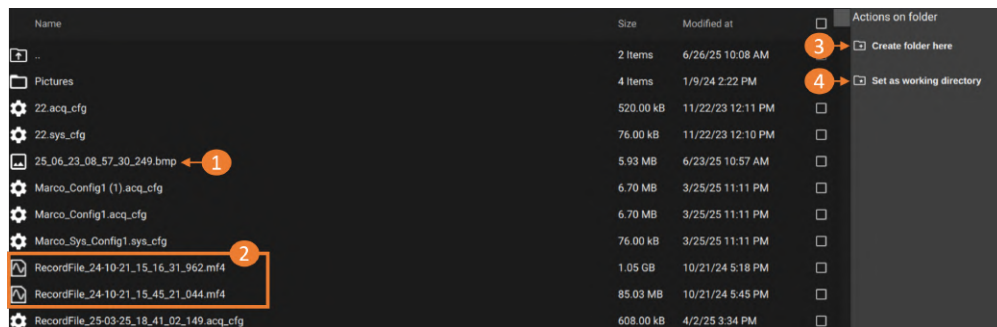 Name Size Modified at Actions on folder
.. 2 Items 6/26/25 10:08 AM 3 Create folder here
Pictures 4 Items 1/9/24 2:22 PM 4 Set as working directory
22.acq_cfg 520.00 kB 11/22/23 12:11 PM
22.sys_cfg 76.00 kB 11/22/23 12:10 PM
25_06_23_08_57_30_249.bmp 1 5.93 MB 6/23/25 10:57 AM
Marco_Config1 (1).acq_cfg 6.70 MB 3/25/25 11:11 PM
Marco_Config1.acq_cfg 6.70 MB 3/25/25 11:11 PM
Marco_Sys_Config1.sys_cfg 76.00 kB 3/25/25 11:11 PM
2
RecordFile_24-10-21_15_16_31_962.mf4 1.05 GB 10/21/24 5:18 PM
RecordFile_24-10-21_15_45_21_044.mf4 85.03 MB 10/21/24 5:45 PM
RecordFile_25-03-25_18_41_02_149.acq_cfg 608.00 kB 4/2/25 3:34 PM